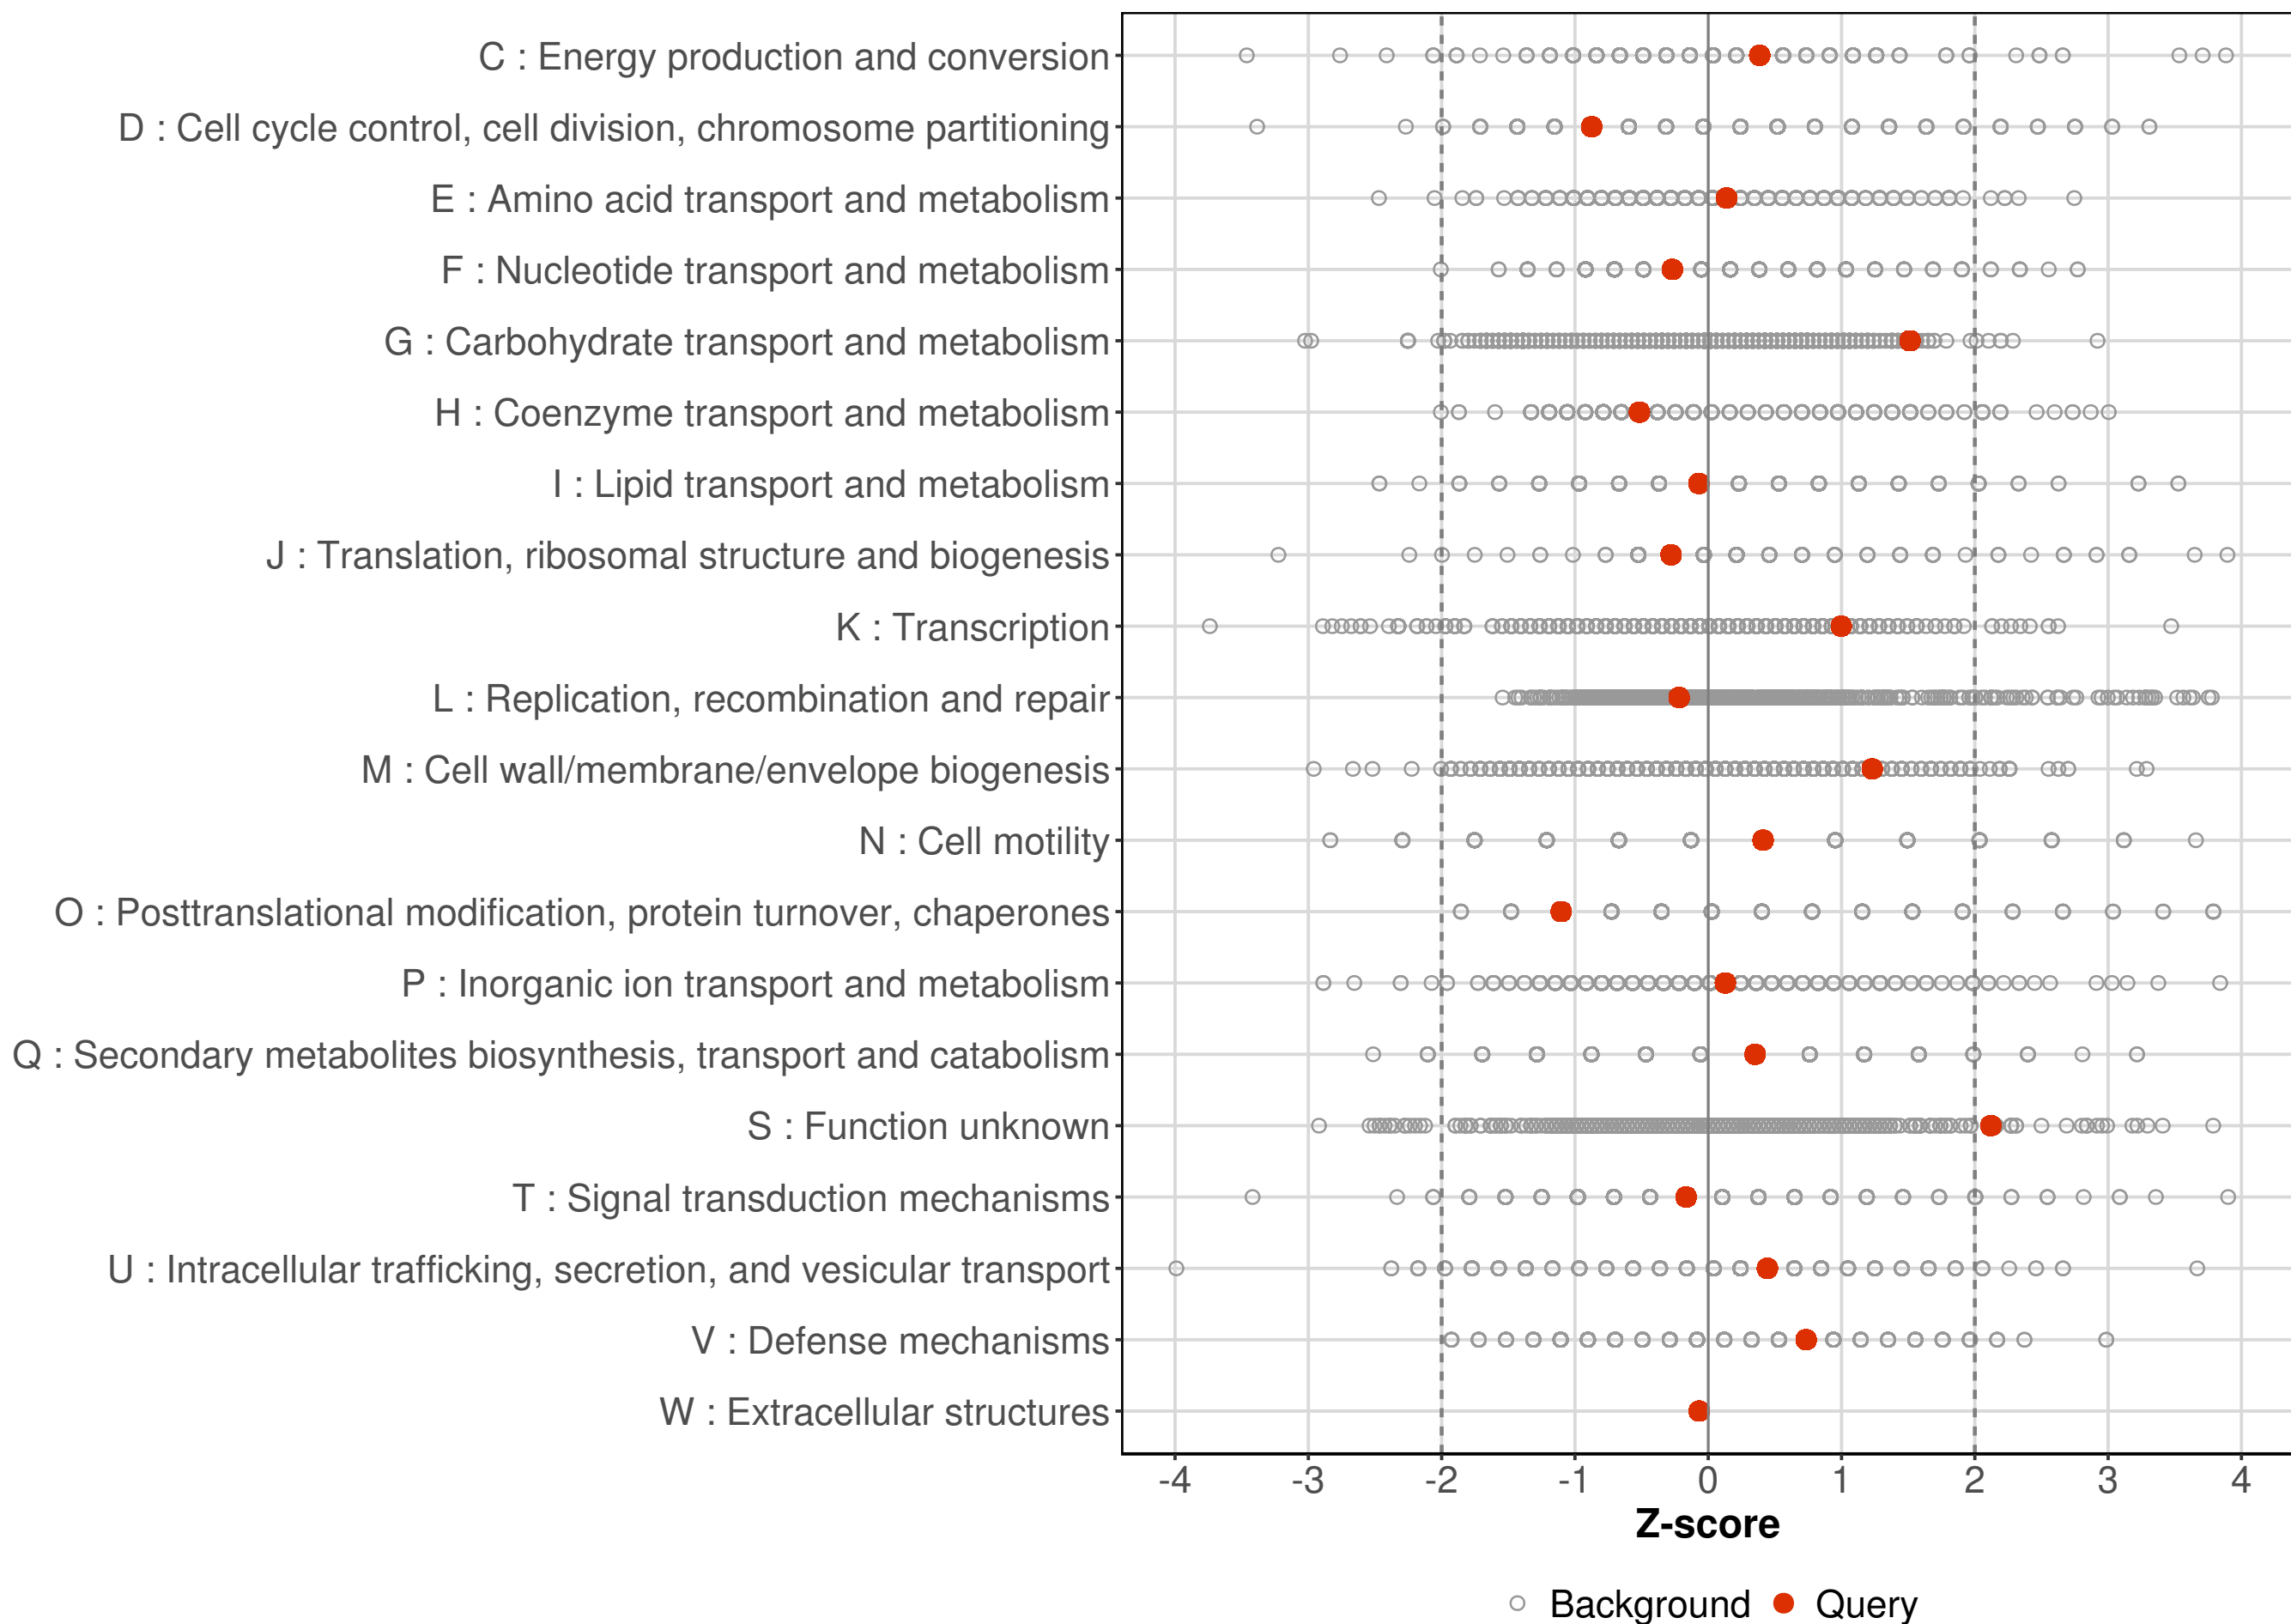 C : Energy production and conversion
D : Cell cycle control, cell division, chromosome partitioning
E : Amino acid transport and metabolism
F : Nucleotide transport and metabolism
G : Carbohydrate transport and metabolism
H : Coenzyme transport and metabolism
I : Lipid transport and metabolism
J : Translation, ribosomal structure and biogenesis
K : Transcription
L : Replication, recombination and repair
M : Cell wall/membrane/envelope biogenesis
N : Cell motility
O : Posttranslational modification, protein turnover, chaperones
P : Inorganic ion transport and metabolism
Q : Secondary metabolites biosynthesis, transport and catabolism
S : Function unknown
T : Signal transduction mechanisms
U : Intracellular trafficking, secretion, and vesicular transport
V : Defense mechanisms
W : Extracellular structures
-4 -3 -2 -1 0 1 2 3 4
Z-score
Background Query